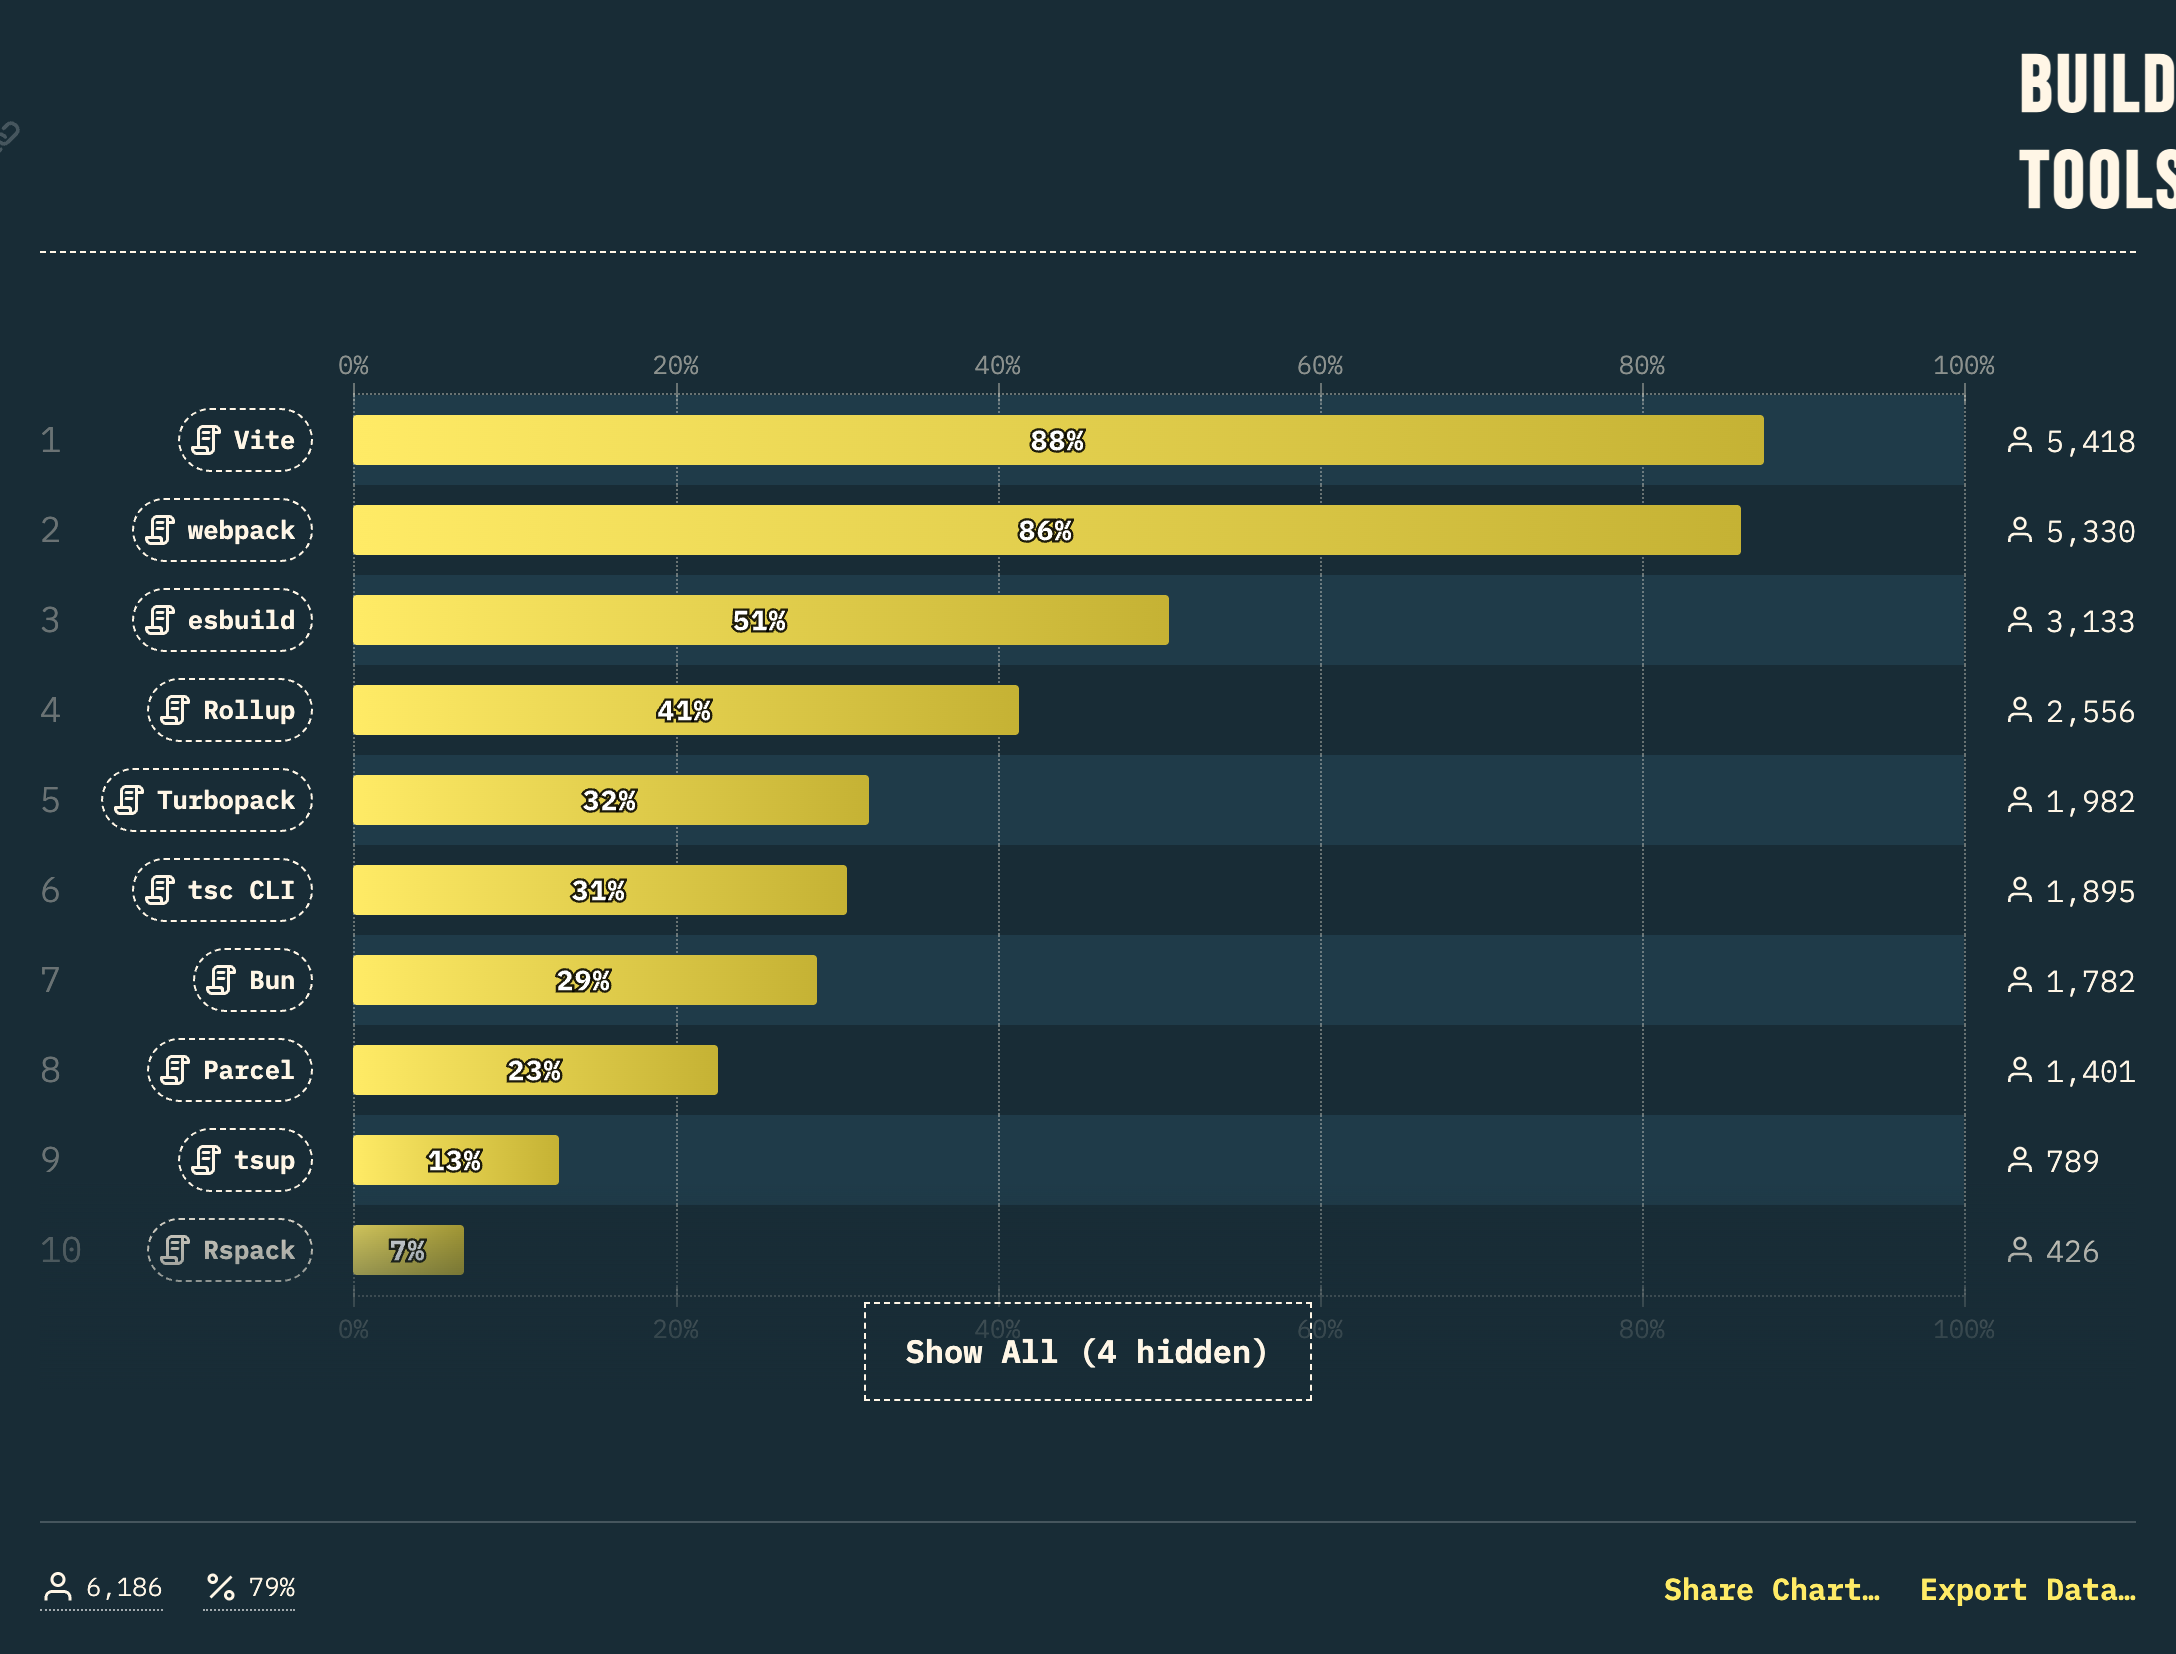 BUILD
TOOLS
0% 20% 40% 60% 80% 100%
1 Vite 88% 5,418
2 webpack 86% 5,330
3 esbuild 51% 3,133
4 Rollup 41% 2,556
5 Turbopack 32% 1,982
6 tsc CLI 31% 1,895
7 Bun 29% 1,782
8 Parcel 23% 1,401
9 tsup 13% 789
10 Rspack 7% 426
0% 20% 40% 60% 80% 100%
Show All (4 hidden)
6,186 79% Share Chart… Export Data…